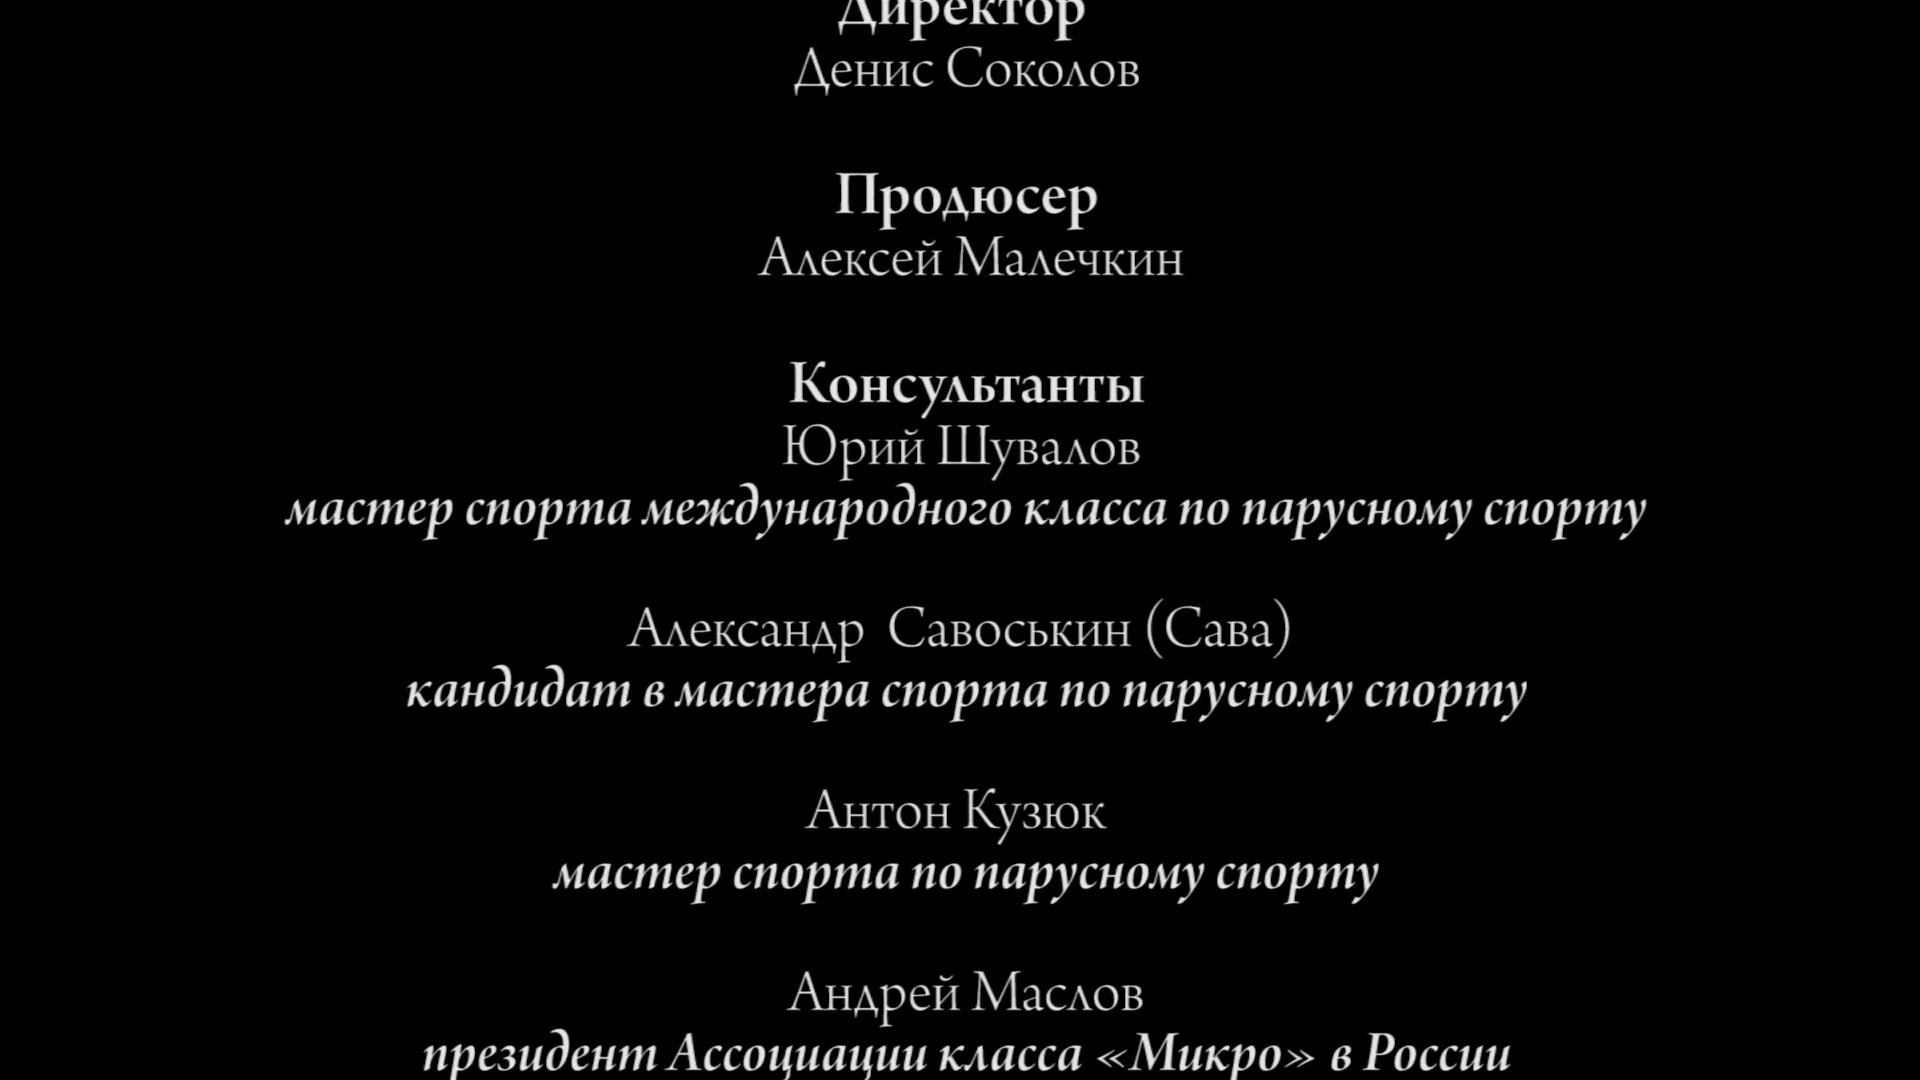 Директор
Денис Соколов
Продюсер
Алексей Малечкин
Консультанты
Юрий Шувалов
мастер спорта международного класса по парусному спорту
Александр Савоськин (Сава)
кандидат в мастера спорта по парусному спорту
Антон Кузюк
мастер спорта по парусному спорту
Андрей Маслов
президент Ассоциации класса «Микро» в России